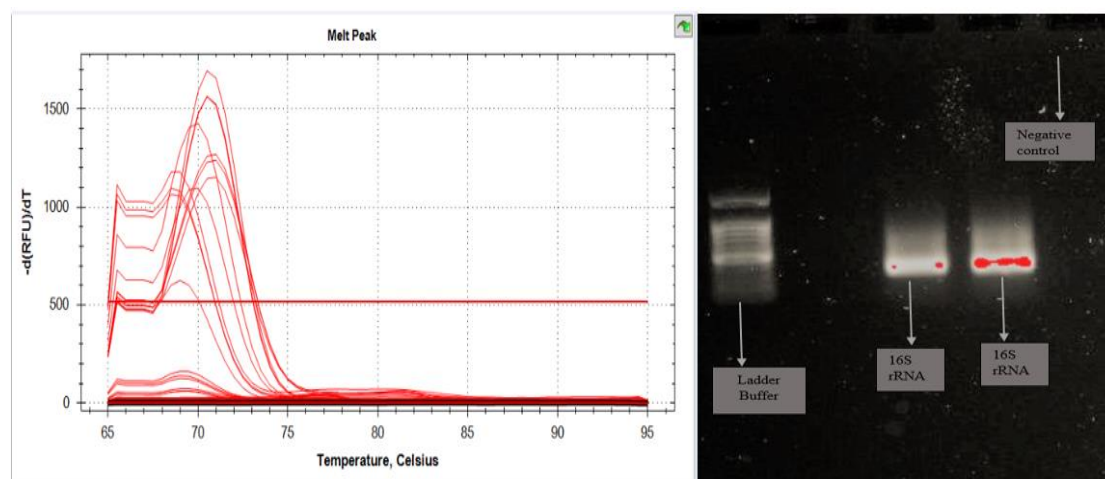 Melt Peak
1500
1000
500
0
-d(RFU)/dT
65
70
75
80
85
90
95
Temperature, Celsius
Negative
control
16S
rRNA
16S
rRNA
Ladder
Buffer